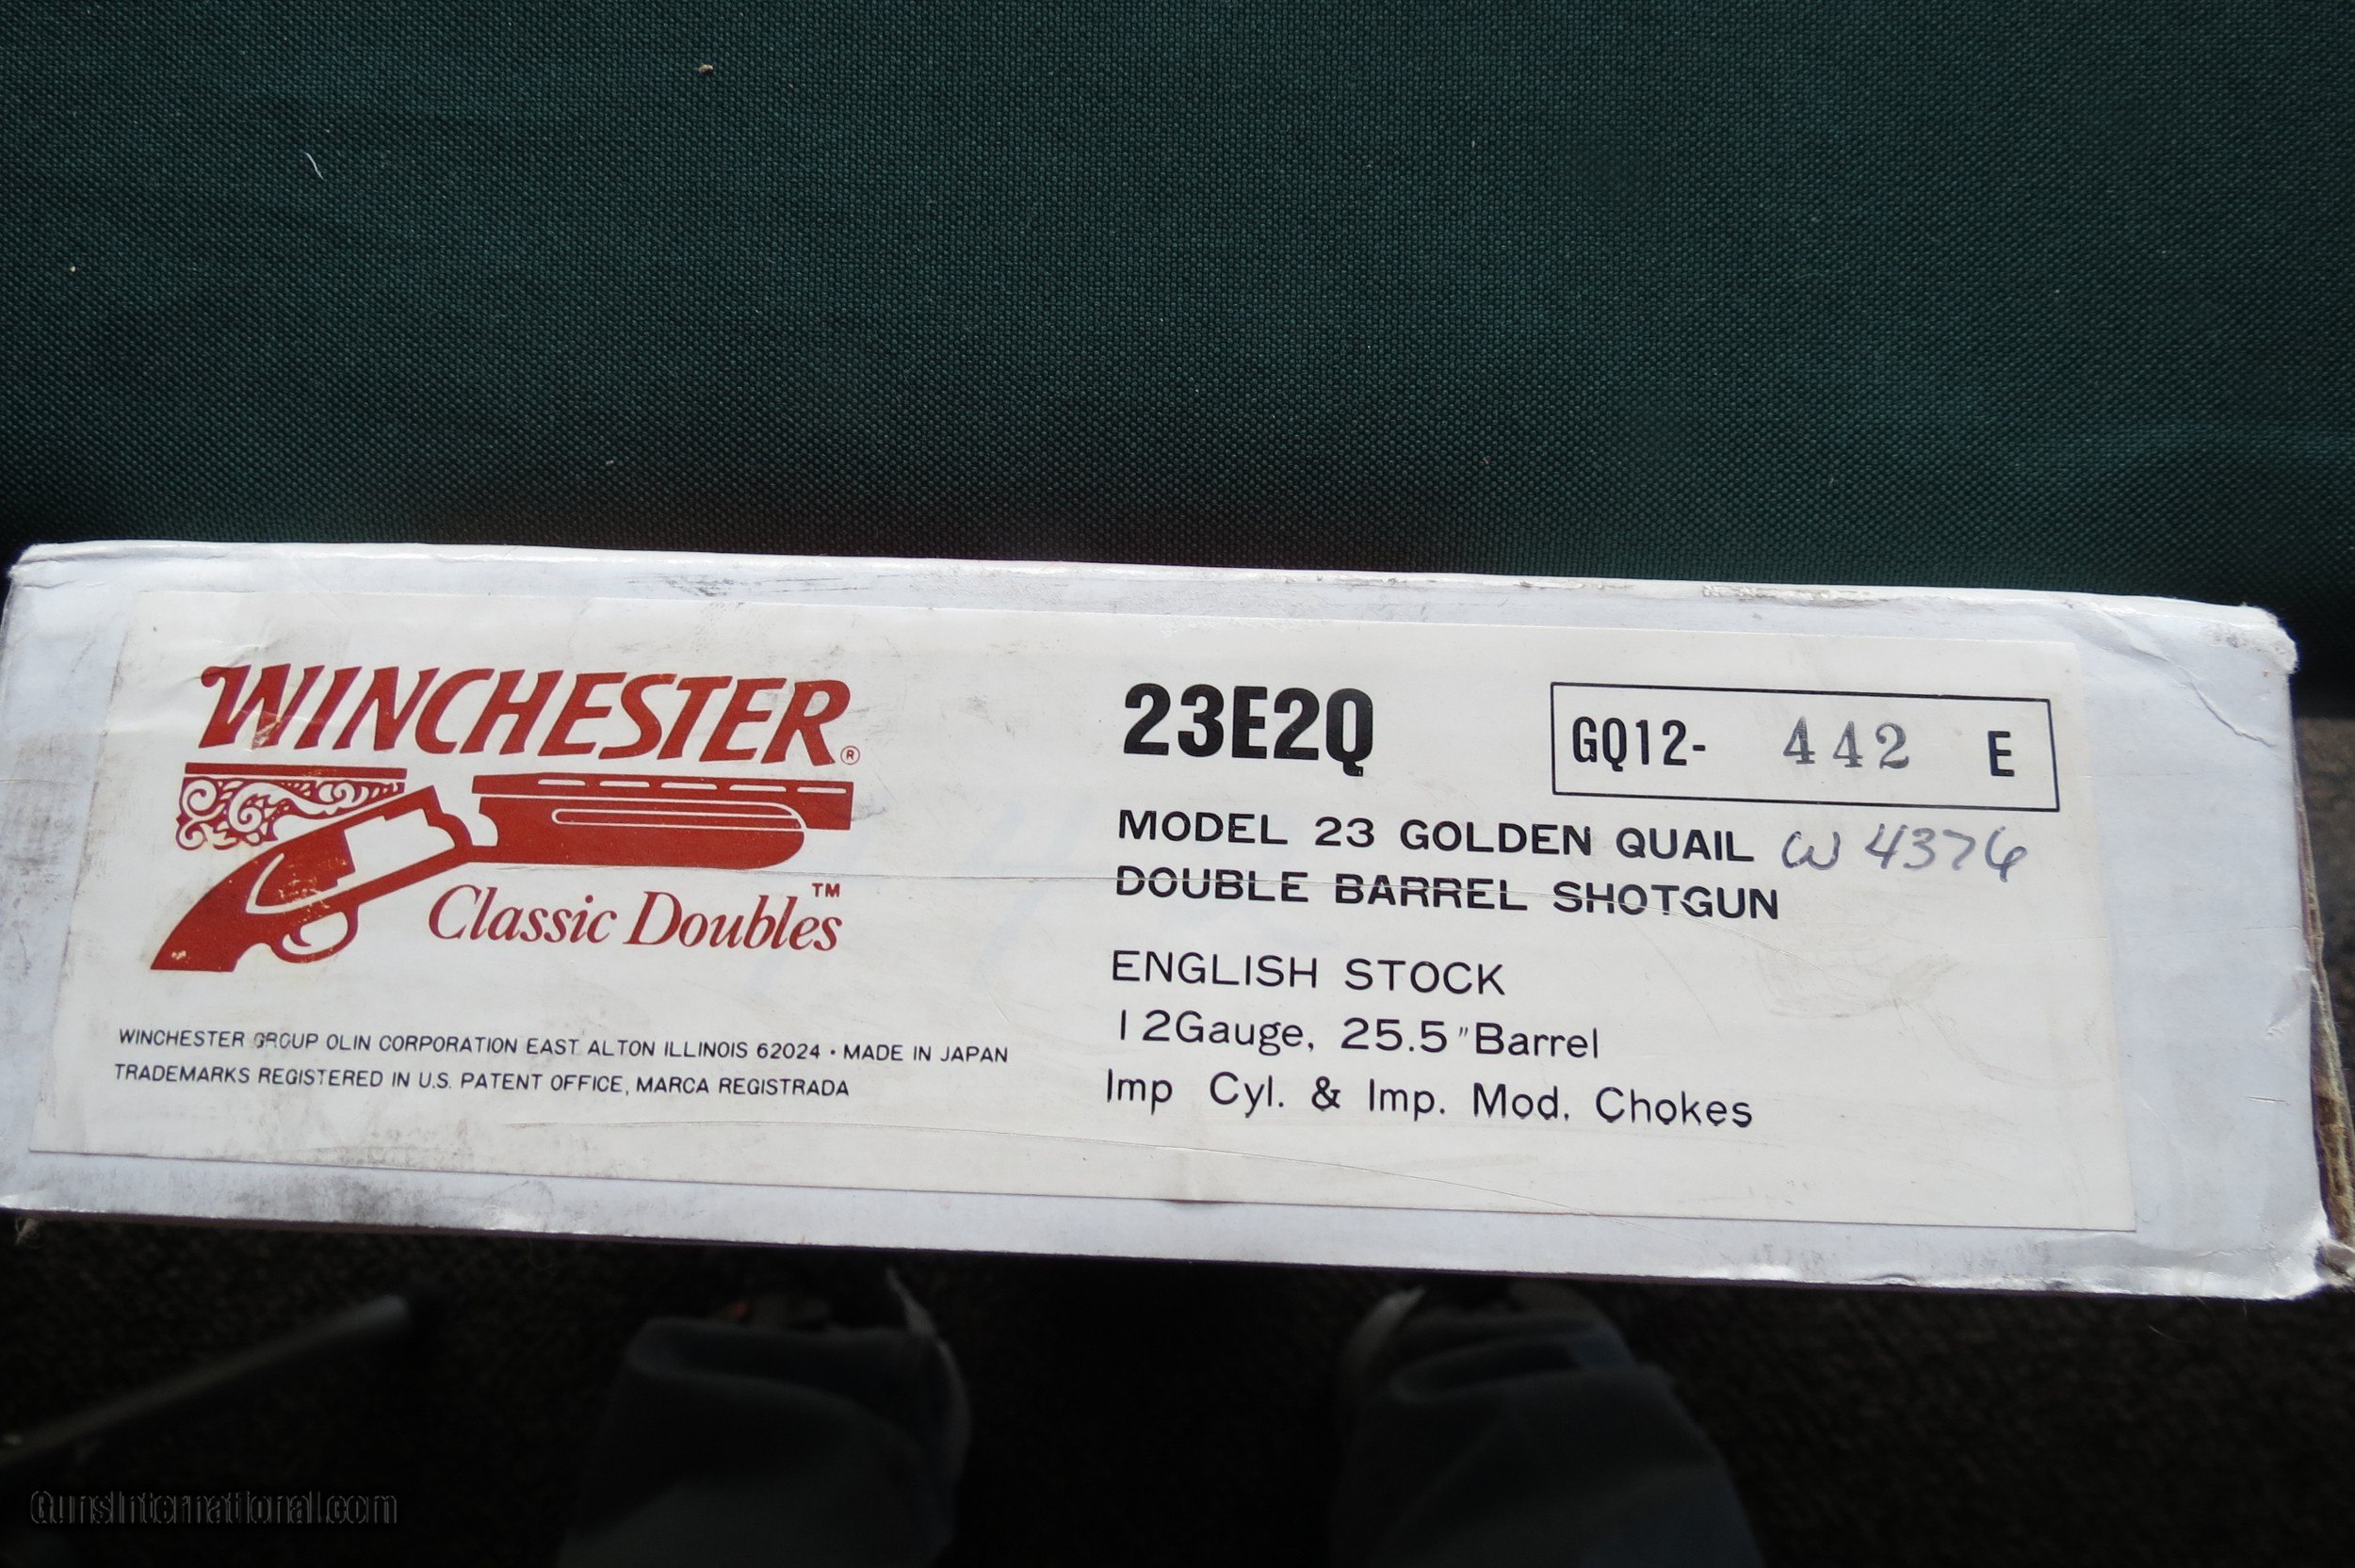 WINCHESTER®
Classic Doubles™
WINCHESTER GROUP OLIN CORPORATION EAST ALTON ILLINOIS 62024 • MADE IN JAPAN
TRADEMARKS REGISTERED IN U.S. PATENT OFFICE, MARCA REGISTRADA
23E2Q
GQ12- 442 E
MODEL 23 GOLDEN QUAIL W 4376
DOUBLE BARREL SHOTGUN
ENGLISH STOCK
12Gauge, 25.5"Barrel
Imp Cyl. & Imp. Mod. Chokes
GunsInternational.com